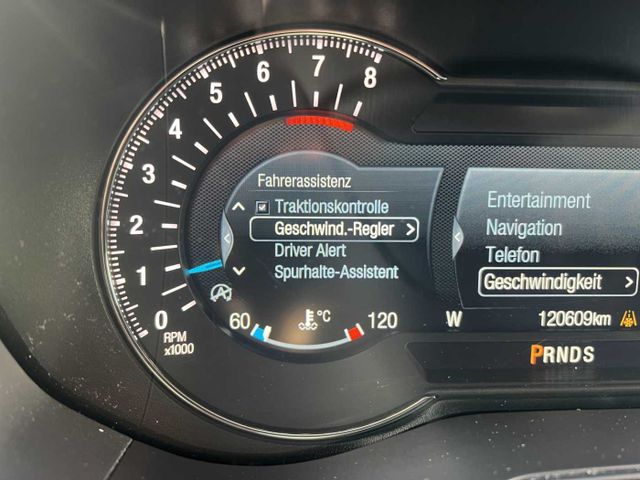 8
7
6
5
4
3
2
1
0
RPM
x1000
Fahrerassistenz
Traktionskontrolle
Geschwind.-Regler >
Driver Alert
Spurhalte-Assistent
60 °C 120
Entertainment
Navigation
Telefon
Geschwindigkeit >
W 120609km
PRNDS